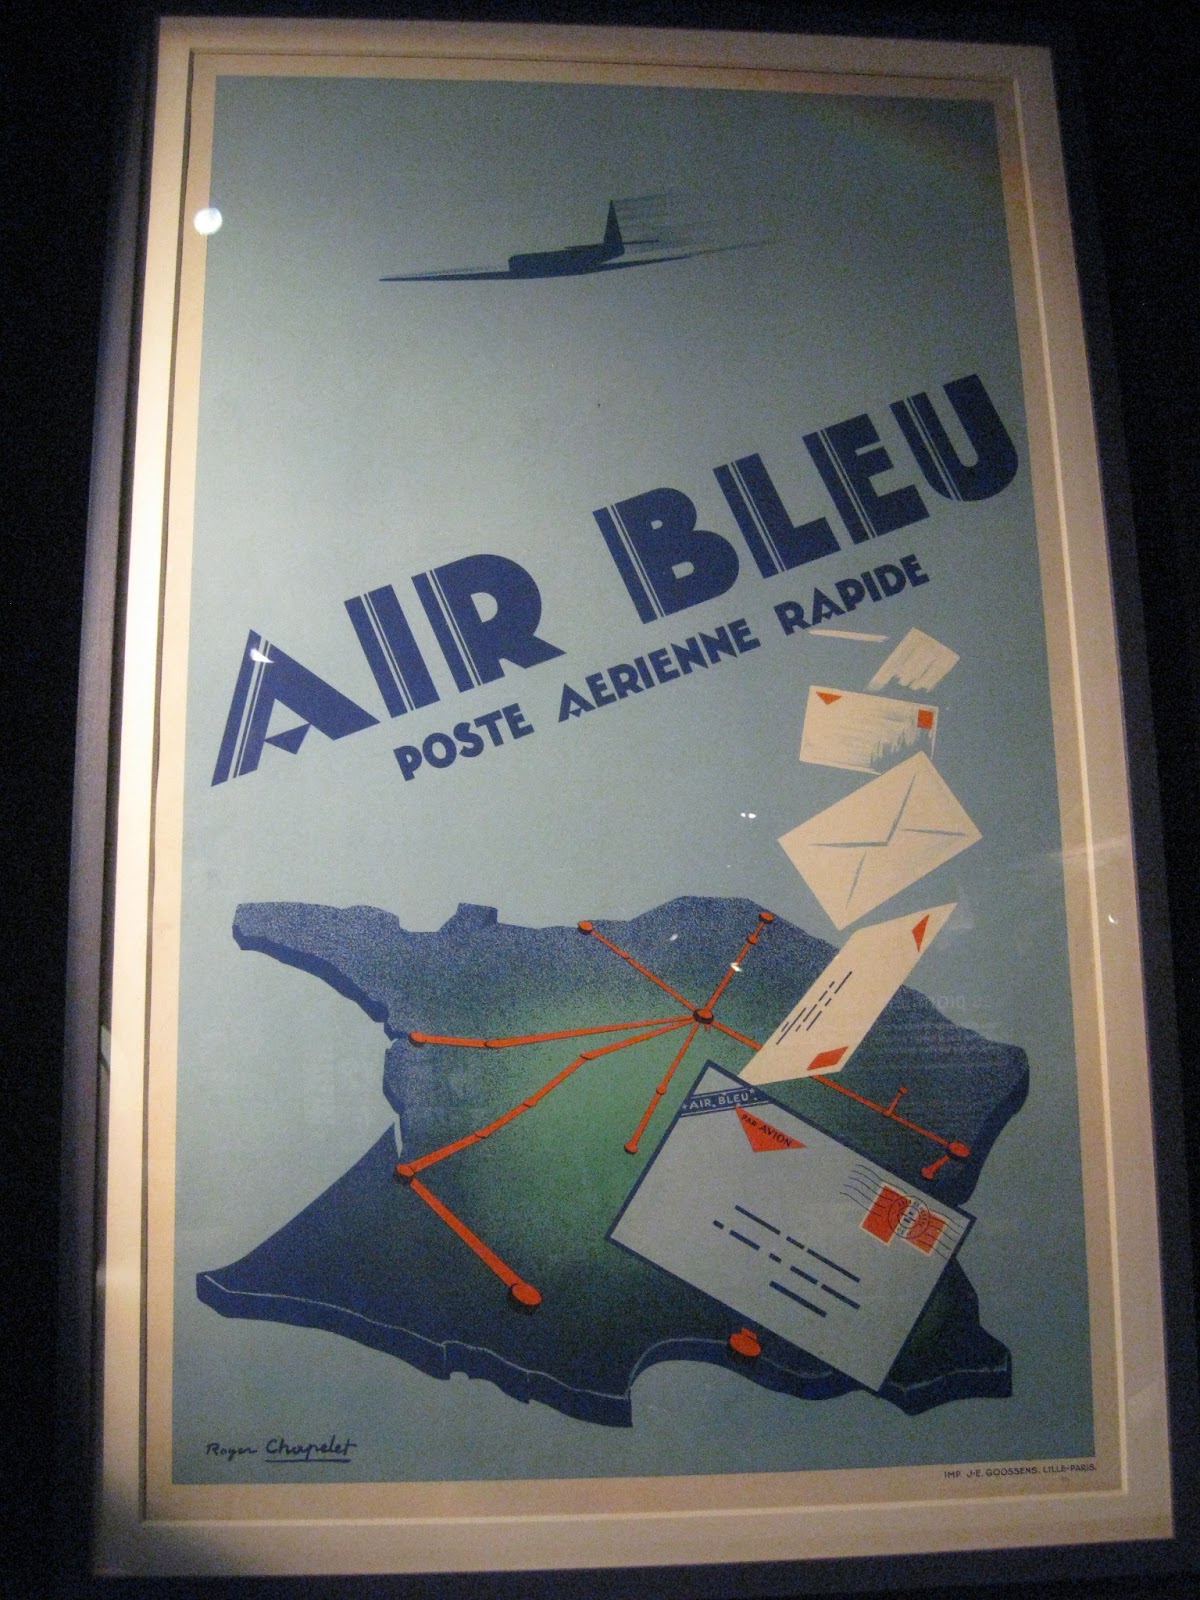 AIR BLEU
POSTE AERIENNE RAPIDE
AIR BLEU
PAR AVION
Roger Chapelet
IMP. J-E. GOOSSENS. LILLE-PARIS.